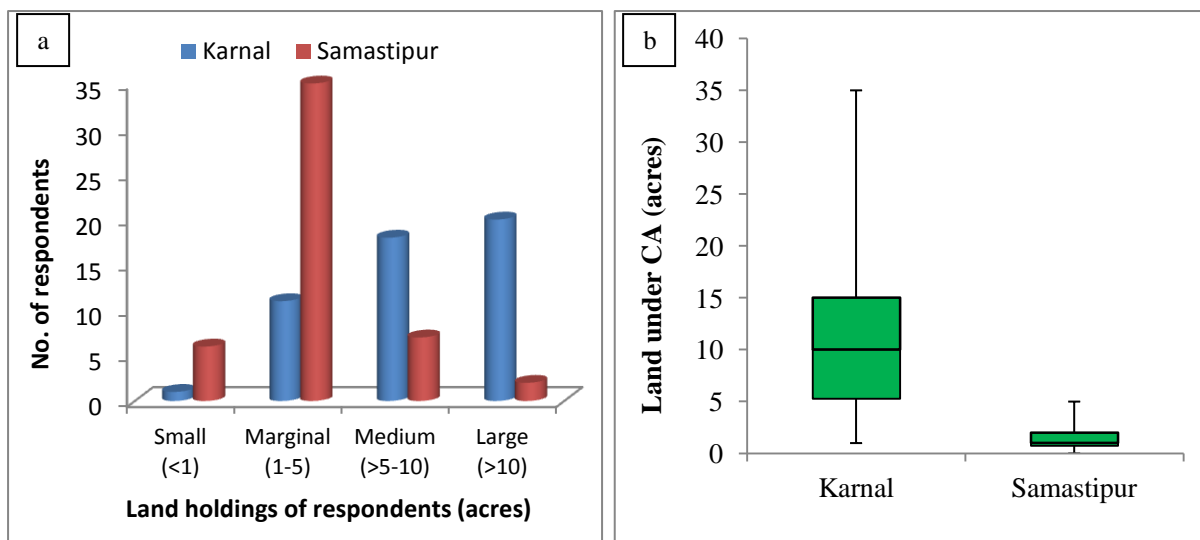 a
Karnal Samastipur
35
30
25
20
15
10
5
0
No. of respondents
Small Marginal Medium Large
(<1) (1-5) (>5-10) (>10)
Land holdings of respondents (acres)
b
40
35
30
25
20
15
10
5
0
Land under CA (acres)
Karnal Samastipur